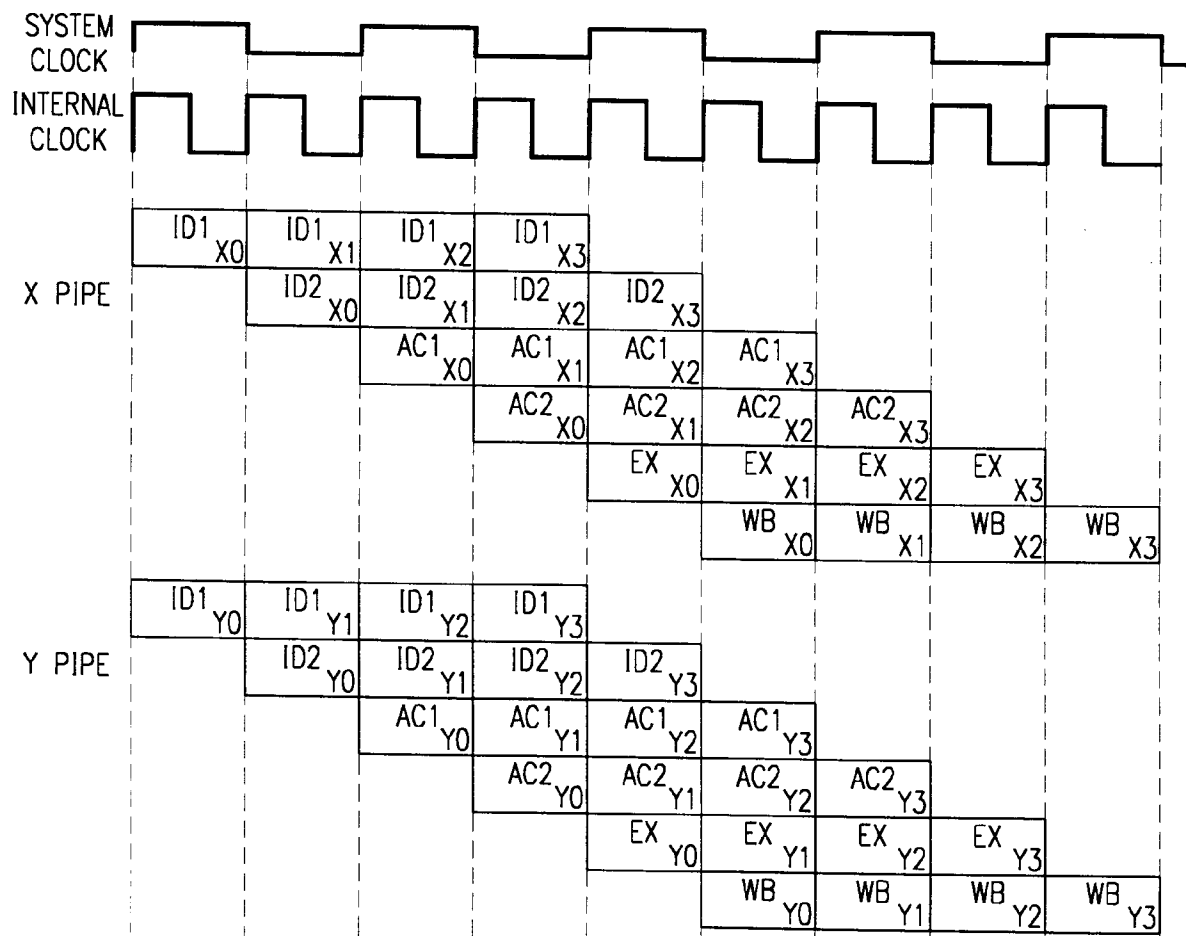 SYSTEM
CLOCK
INTERNAL
CLOCK
X PIPE
ID1 X0 ID1 X1 ID1 X2 ID1 X3
ID2 X0 ID2 X1 ID2 X2 ID2 X3
AC1 X0 AC1 X1 AC1 X2 AC1 X3
AC2 X0 AC2 X1 AC2 X2 AC2 X3
EX X0 EX X1 EX X2 EX X3
WB X0 WB X1 WB X2 WB X3
Y PIPE
ID1 Y0 ID1 Y1 ID1 Y2 ID1 Y3
ID2 Y0 ID2 Y1 ID2 Y2 ID2 Y3
AC1 Y0 AC1 Y1 AC1 Y2 AC1 Y3
AC2 Y0 AC2 Y1 AC2 Y2 AC2 Y3
EX Y0 EX Y1 EX Y2 EX Y3
WB Y0 WB Y1 WB Y2 WB Y3